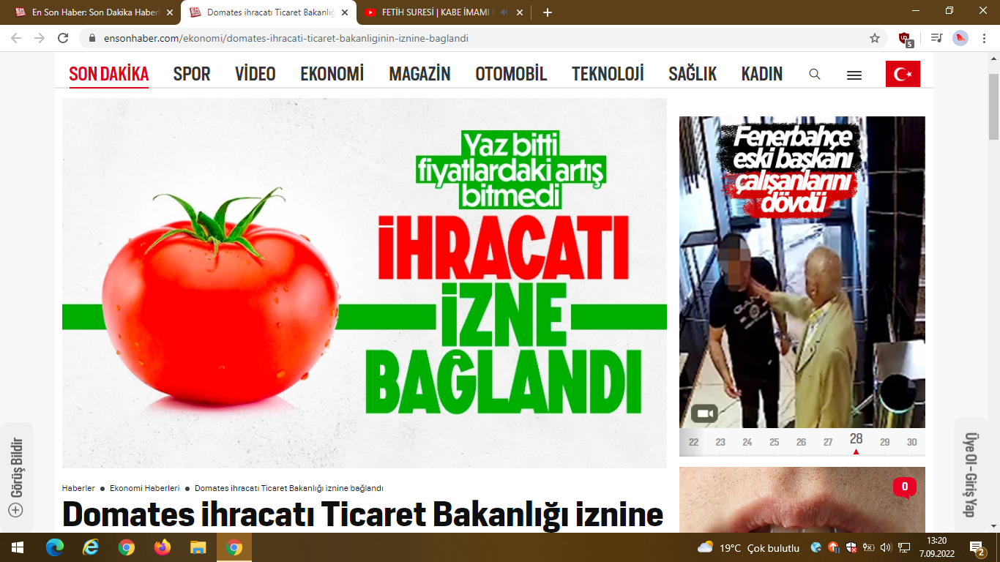 En Son Haber: Son Dakika Haberl
Domates ihracatı Ticaret Bakanlığ
FETİH SURESİ | KABE İMAMI
ensonhaber.com/ekonomi/domates-ihracati-ticaret-bakanliginin-iznine-baglandi
5
SON DAKİKA SPOR VİDEO EKONOMİ MAGAZİN OTOMOBİL TEKNOLOJİ SAĞLIK KADIN
Yaz bitti
fiyatlardaki artış
bitmedi
İHRACATI
İZNE
BAĞLANDI
Fenerbahçe
eski başkanı
çalışanlarını
dövdü
22 23 24 25 26 27 28 29 30
Görüş Bildir
Üye Ol - Giriş Yap
0
Haberler ● Ekonomi Haberleri ● Domates ihracatı Ticaret Bakanlığı iznine bağlandı
Domates ihracatı Ticaret Bakanlığı iznine
19°C Çok bulutlu
13:20
7.09.2022
2